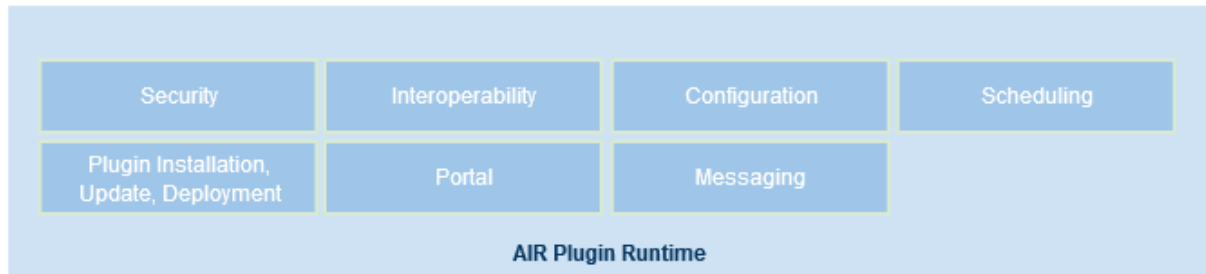 Security
Interoperability
Configuration
Scheduling
Plugin Installation,
Update, Deployment
Portal
Messaging
AIR Plugin Runtime